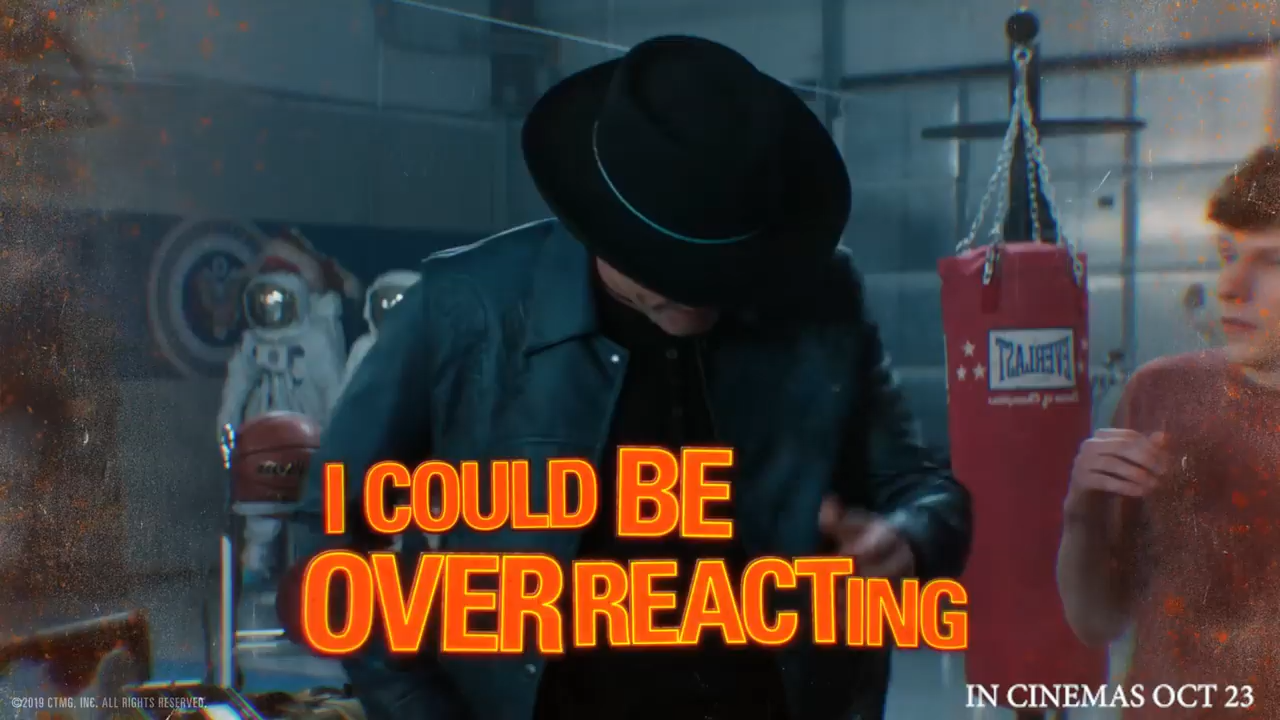 EVERLAST
I COULD BE
OVERREACTING
©2019 CTMG, INC. ALL RIGHTS RESERVED.
IN CINEMAS OCT 23